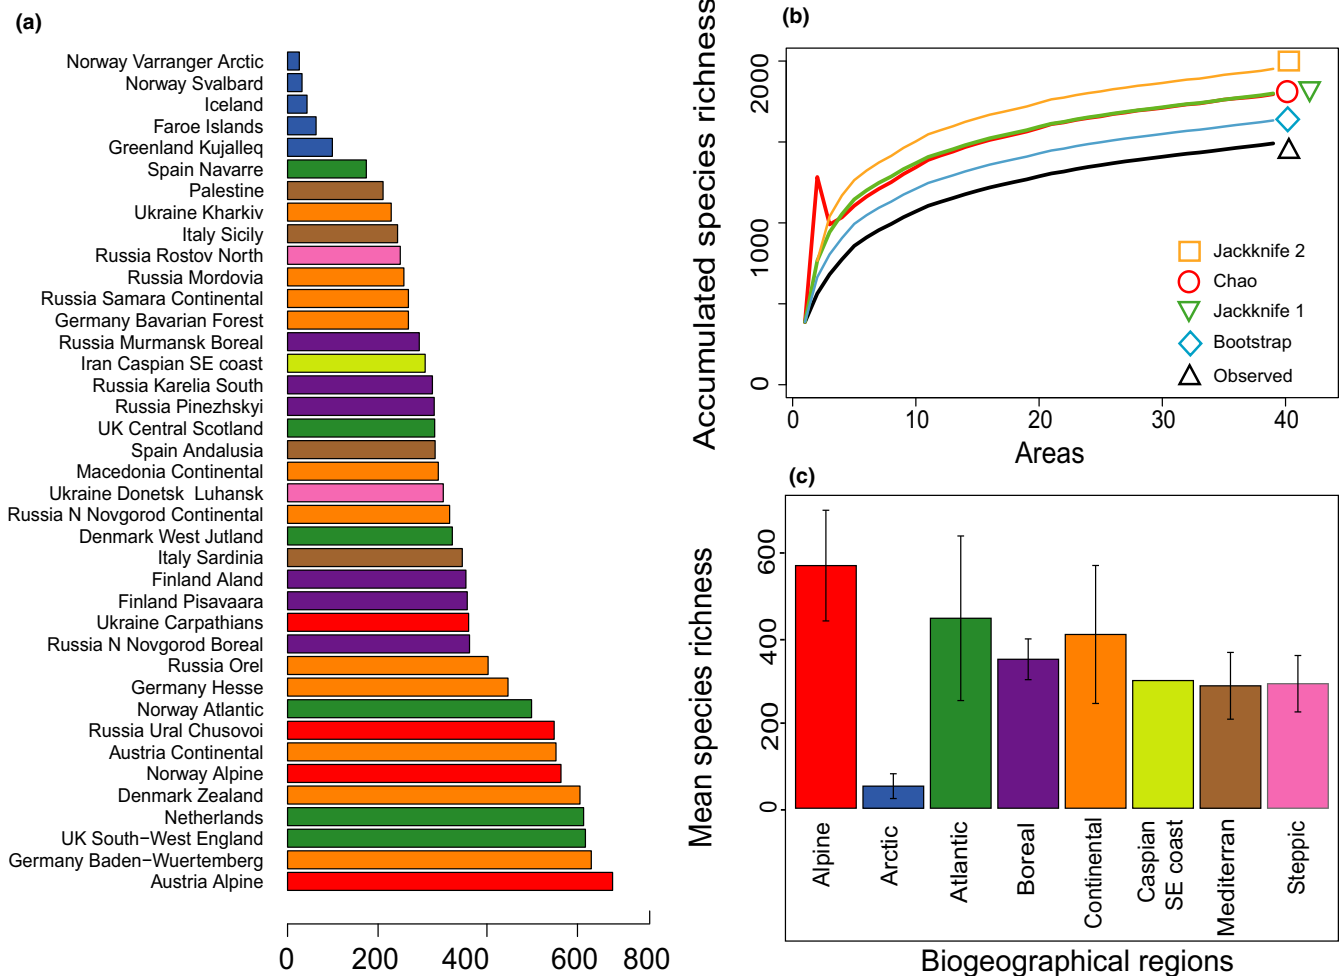 (a)
Norway Varranger Arctic
Norway Svalbard
Iceland
Faroe Islands
Greenland Kujalleq
Spain Navarre
Palestine
Ukraine Kharkiv
Italy Sicily
Russia Rostov North
Russia Mordovia
Russia Samara Continental
Germany Bavarian Forest
Russia Murmansk Boreal
Iran Caspian SE coast
Russia Karelia South
Russia Pinezhskyi
UK Central Scotland
Spain Andalusia
Macedonia Continental
Ukraine Donetsk  Luhansk
Russia N Novgorod Continental
Denmark West Jutland
Italy Sardinia
Finland Aland
Finland Pisavaara
Ukraine Carpathians
Russia N Novgorod Boreal
Russia Orel
Germany Hesse
Norway Atlantic
Russia Ural Chusovoi
Austria Continental
Norway Alpine
Denmark Zealand
Netherlands
UK South−West England
Germany Baden−Wuertemberg
Austria Alpine
0 200 400 600 800
(b)
Accumulated species richness
2000
1000
0
Jackknife 2
Chao
Jackknife 1
Bootstrap
Observed
0 10 20 30 40
Areas
(c)
Mean species richness
600
400
200
0
Alpine
Arctic
Atlantic
Boreal
Continental
Caspian
SE coast
Mediterran
Steppic
Biogeographical regions